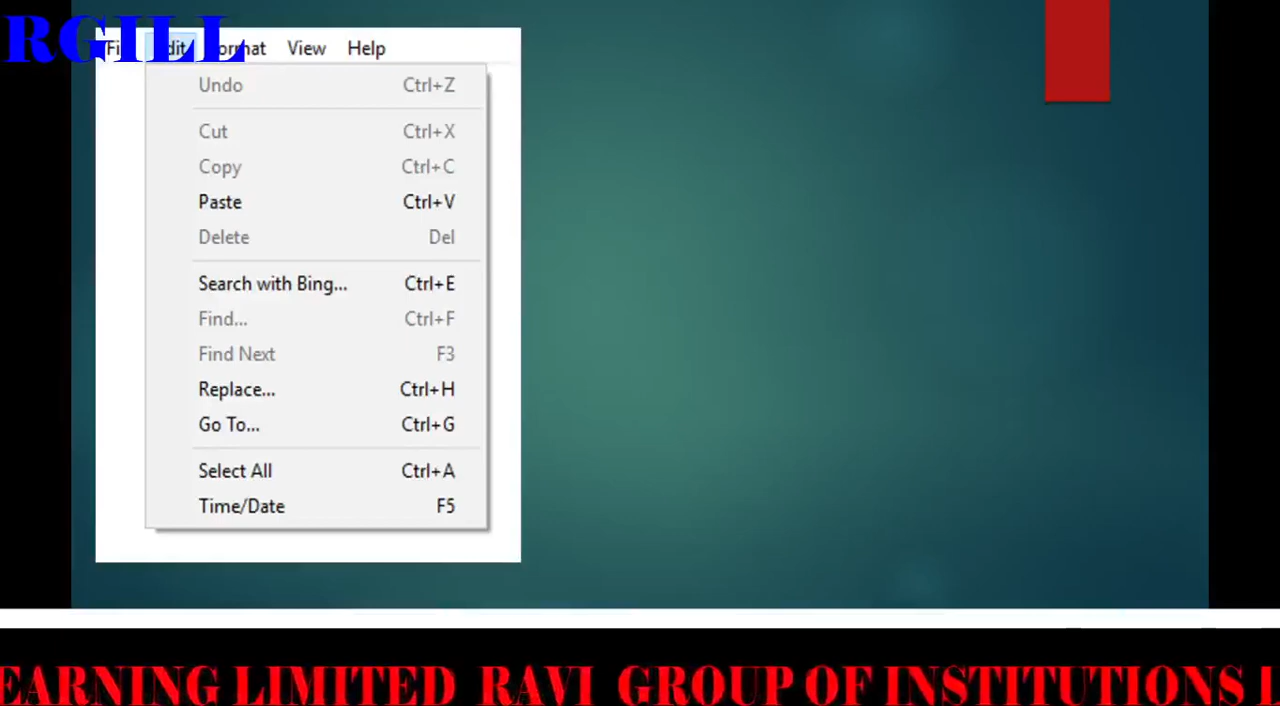 RGILL
Edit Format View Help
Undo Ctrl+Z
Cut Ctrl+X
Copy Ctrl+C
Paste Ctrl+V
Delete Del
Search with Bing... Ctrl+E
Find... Ctrl+F
Find Next F3
Replace... Ctrl+H
Go To... Ctrl+G
Select All Ctrl+A
Time/Date F5
EARNING LIMITED RAVI GROUP OF INSTITUTIONS L